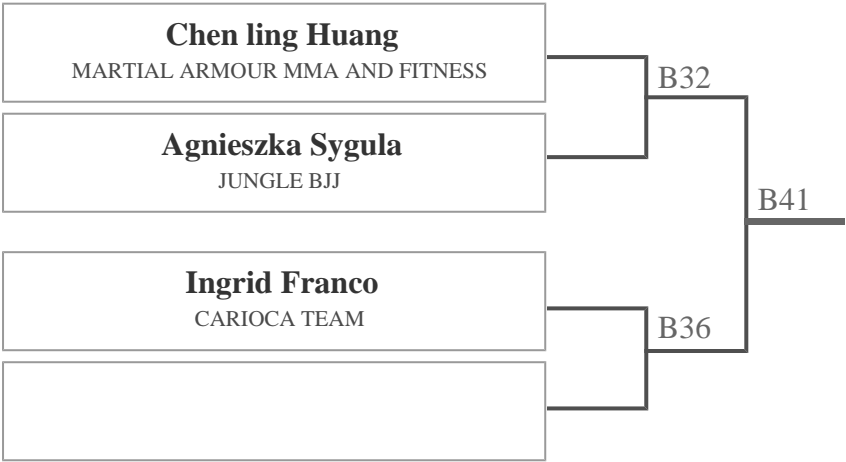 Chen ling Huang
MARTIAL ARMOUR MMA AND FITNESS
B32
Agnieszka Sygula
JUNGLE BJJ
B41
Ingrid Franco
CARIOCA TEAM
B36